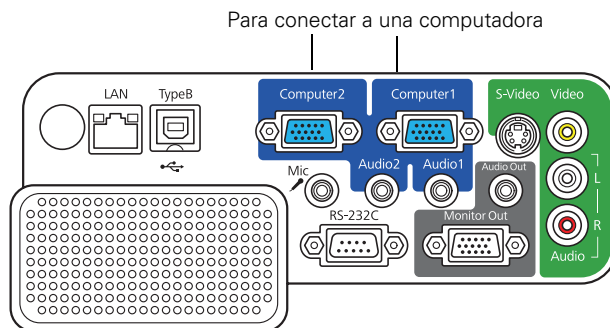 Para conectar a una computadora
LAN TypeB Computer2 Computer1 S-Video Video
Mic Audio2 Audio1 Audio Out L
RS-232C Monitor Out R
Audio